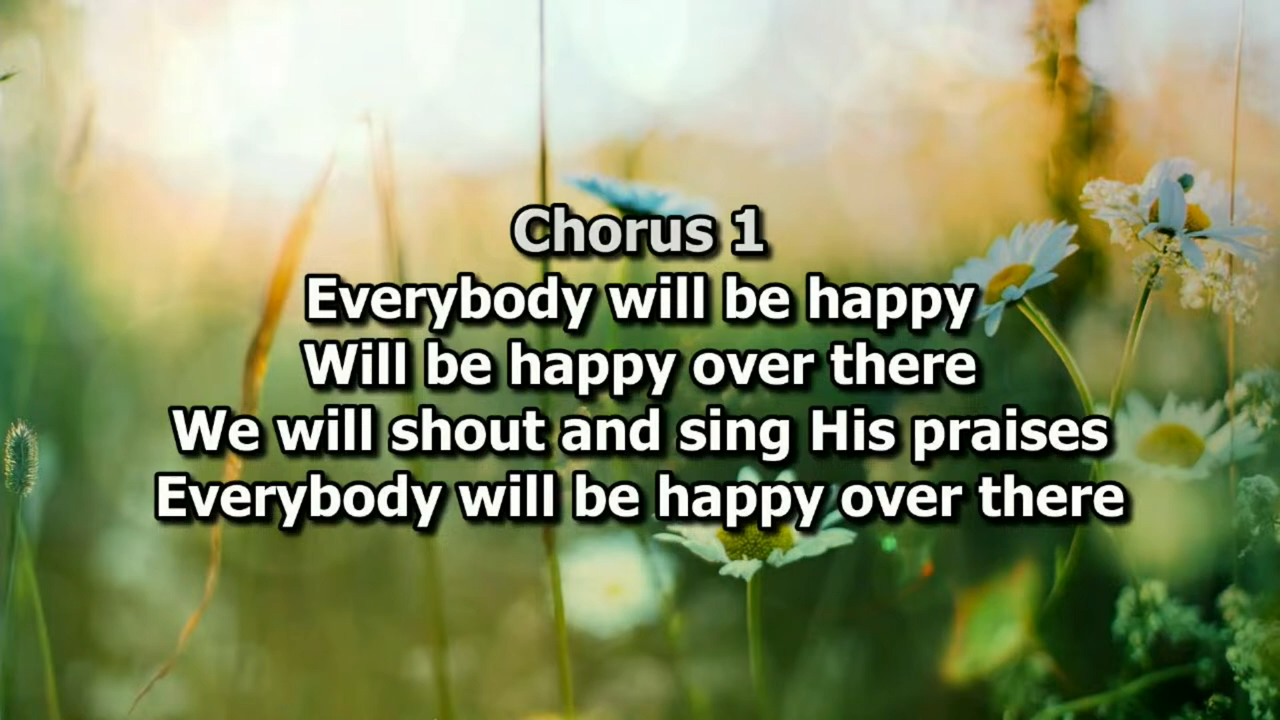 Chorus 1
Everybody will be happy
Will be happy over there
We will shout and sing His praises
Everybody will be happy over there